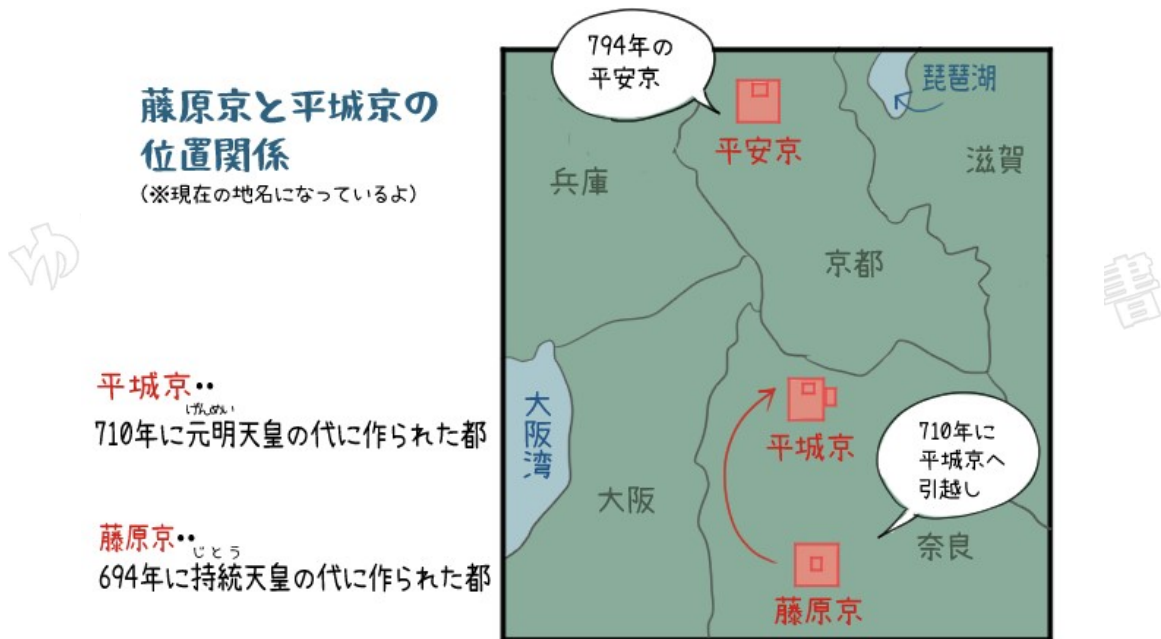 藤原京と平城京の
位置関係
(※現在の地名になっているよ)
平城京‥
げんめい
710年に元明天皇の代に作られた都
藤原京‥
じとう
694年に持統天皇の代に作られた都
794年の
平安京
平安京
琵琶湖
滋賀
兵庫
京都
大阪湾
大阪
平城京
710年に
平城京へ
引越し
奈良
藤原京
ゆ
書